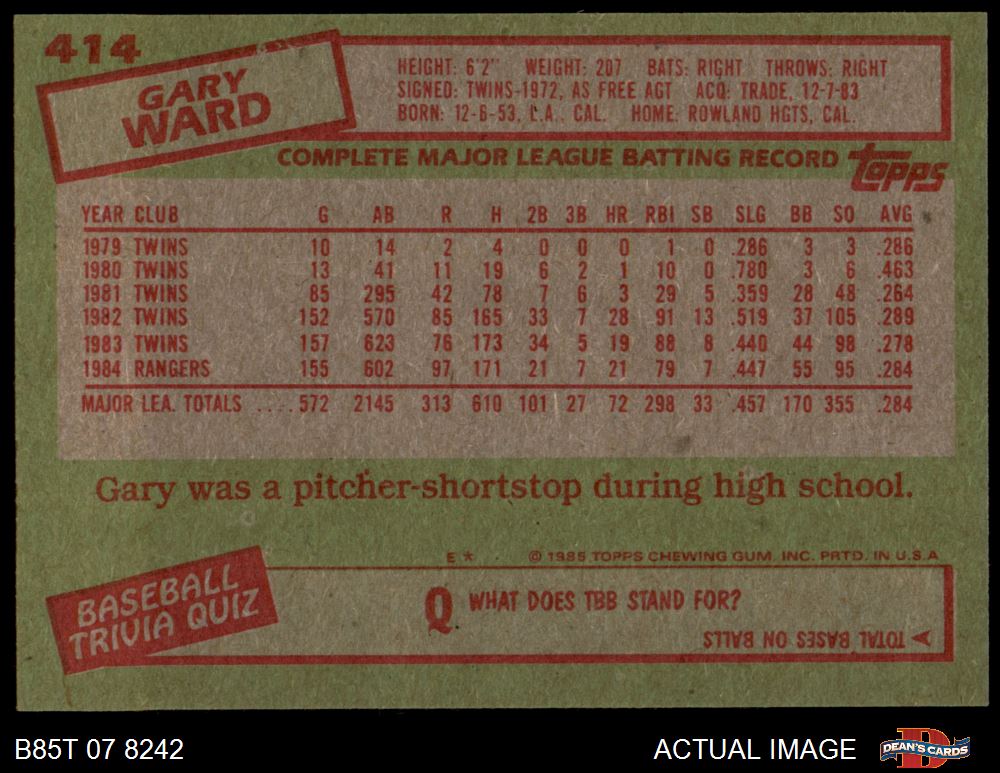 414
GARY
WARD
HEIGHT: 6'2" WEIGHT: 207 BATS: RIGHT THROWS: RIGHT
SIGNED: TWINS-1972, AS FREE AGT ACQ: TRADE, 12-7-83
BORN: 12-6-53, L.A., CAL. HOME: ROWLAND HGTS, CAL.
COMPLETE MAJOR LEAGUE BATTING RECORD topps
YEAR CLUB G AB R H 2B 3B HR RBI SB SLG BB SO AVG
1979 TWINS 10 14 2 4 0 0 0 1 0 .286 3 3 .286
1980 TWINS 13 41 11 19 6 2 1 10 0 .780 3 6 .463
1981 TWINS 85 295 42 78 7 6 3 29 5 .359 28 48 .264
1982 TWINS 152 570 85 165 33 7 28 91 13 .519 37 105 .289
1983 TWINS 157 623 76 173 34 5 19 88 8 .440 44 98 .278
1984 RANGERS 155 602 97 171 21 7 21 79 7 .447 55 95 .284
MAJOR LEA. TOTALS ....572 2145 313 610 101 27 72 298 33 .457 170 355 .284
Gary was a pitcher-shortstop during high school.
E* © 1985 TOPPS CHEWING GUM, INC. PRTD. IN U.S.A
BASEBALL
TRIVIA QUIZ
Q WHAT DOES TBB STAND FOR?
A TOTAL BASES ON BALLS
B85T 07 8242 ACTUAL IMAGE D DEAN'S CARDS